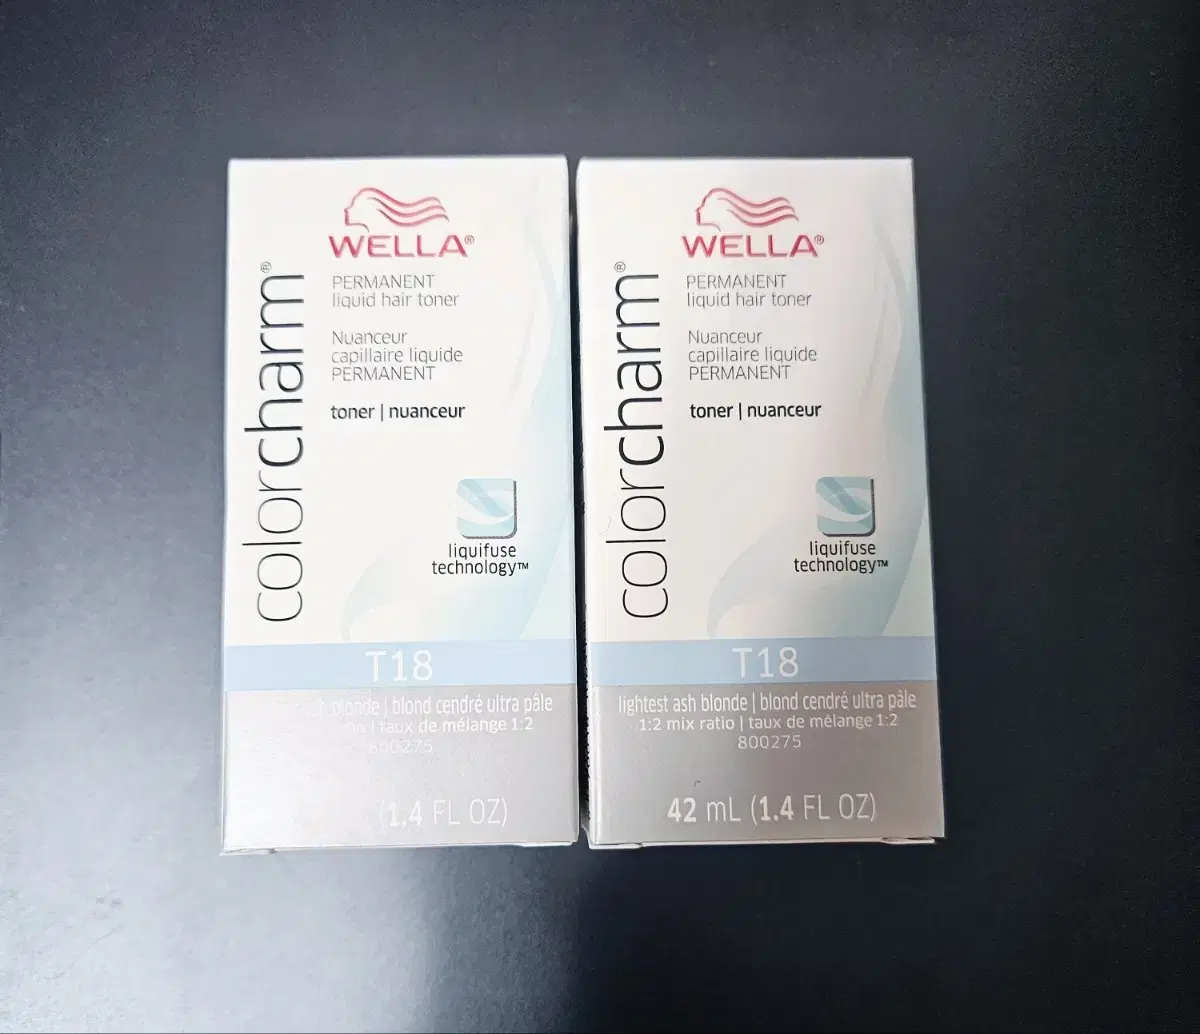 WELLA®
PERMANENT
liquid hair toner
Nuanceur
capillaire liquide
PERMANENT
toner | nuanceur
colorcharm®
liquifuse
technology™
T18
ash blonde | blond cendré ultra pâle
ratio | taux de mélange 1:2
800275
(1.4 FL OZ)
WELLA®
PERMANENT
liquid hair toner
Nuanceur
capillaire liquide
PERMANENT
toner | nuanceur
colorcharm®
liquifuse
technology™
T18
lightest ash blonde | blond cendré ultra pâle
1:2 mix ratio | taux de mélange 1:2
800275
42 mL (1.4 FL OZ)